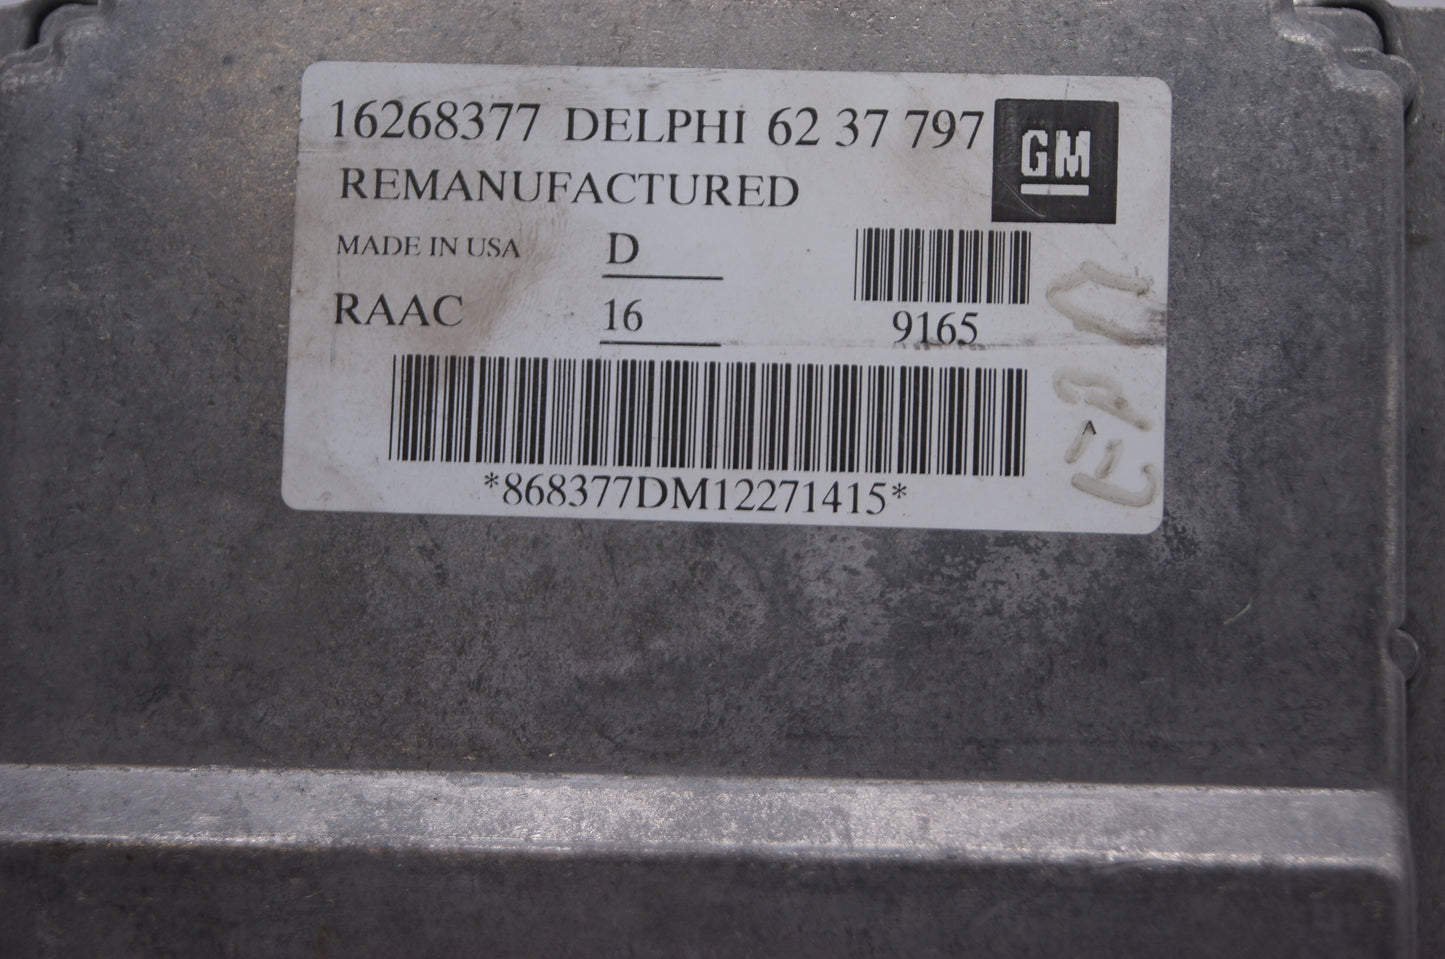 16268377 DELPHI 62 37 797
GM
REMANUFACTURED
MADE IN USA D
RAAC 16
9165
A
*868377DM12271415*